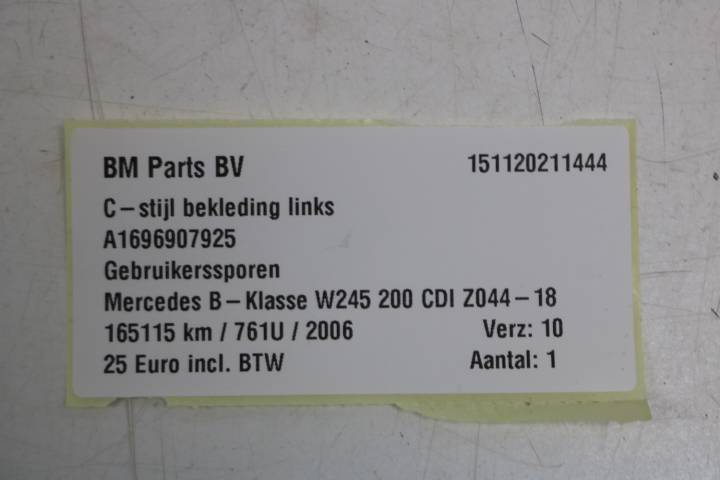 BM Parts BV 151120211444
C-stijl bekleding links
A1696907925
Gebruikerssporen
Mercedes B-Klasse W245 200 CDI Z044-18
165115 km / 761U / 2006 Verz: 10
25 Euro incl. BTW Aantal: 1